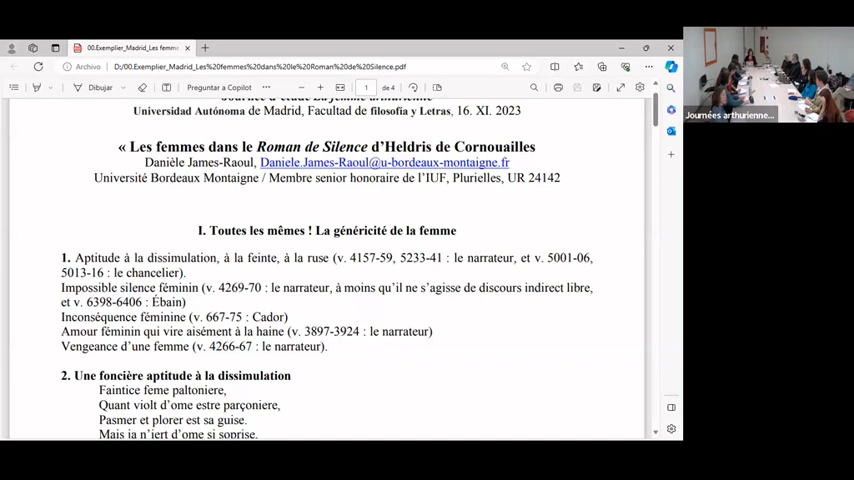 00.Exemplier_Madrid_Les femme
Archivo
D:/00.Exemplier_Madrid_Les%20femmes%20dans%20le%20Roman%20de%20Silence.pdf
Dibujar
Preguntar a Copilot
1
de 4
Journée d'étude La femme arthurienne
Universidad Autónoma de Madrid, Facultad de filosofía y Letras, 16. XI. 2023
« Les femmes dans le Roman de Silence d'Heldris de Cornouailles
Danièle James-Raoul, Daniele.James-Raoul@u-bordeaux-montaigne.fr
Université Bordeaux Montaigne / Membre senior honoraire de l'IUF, Plurielles, UR 24142
I. Toutes les mêmes ! La généricité de la femme
1. Aptitude à la dissimulation, à la feinte, à la ruse (v. 4157-59, 5233-41 : le narrateur, et v. 5001-06,
5013-16 : le chancelier).
Impossible silence féminin (v. 4269-70 : le narrateur, à moins qu'il ne s'agisse de discours indirect libre,
et v. 6398-6406 : Ébain)
Inconséquence féminine (v. 667-75 : Cador)
Amour féminin qui vire aisément à la haine (v. 3897-3924 : le narrateur)
Vengeance d'une femme (v. 4266-67 : le narrateur).
2. Une foncière aptitude à la dissimulation
Faintice feme paltoniere,
Quant violt d'ome estre parçoniere,
Pasmer et plorer est sa guise.
Mais ja n'iert d'ome si soprise.
Journées arthurienne...